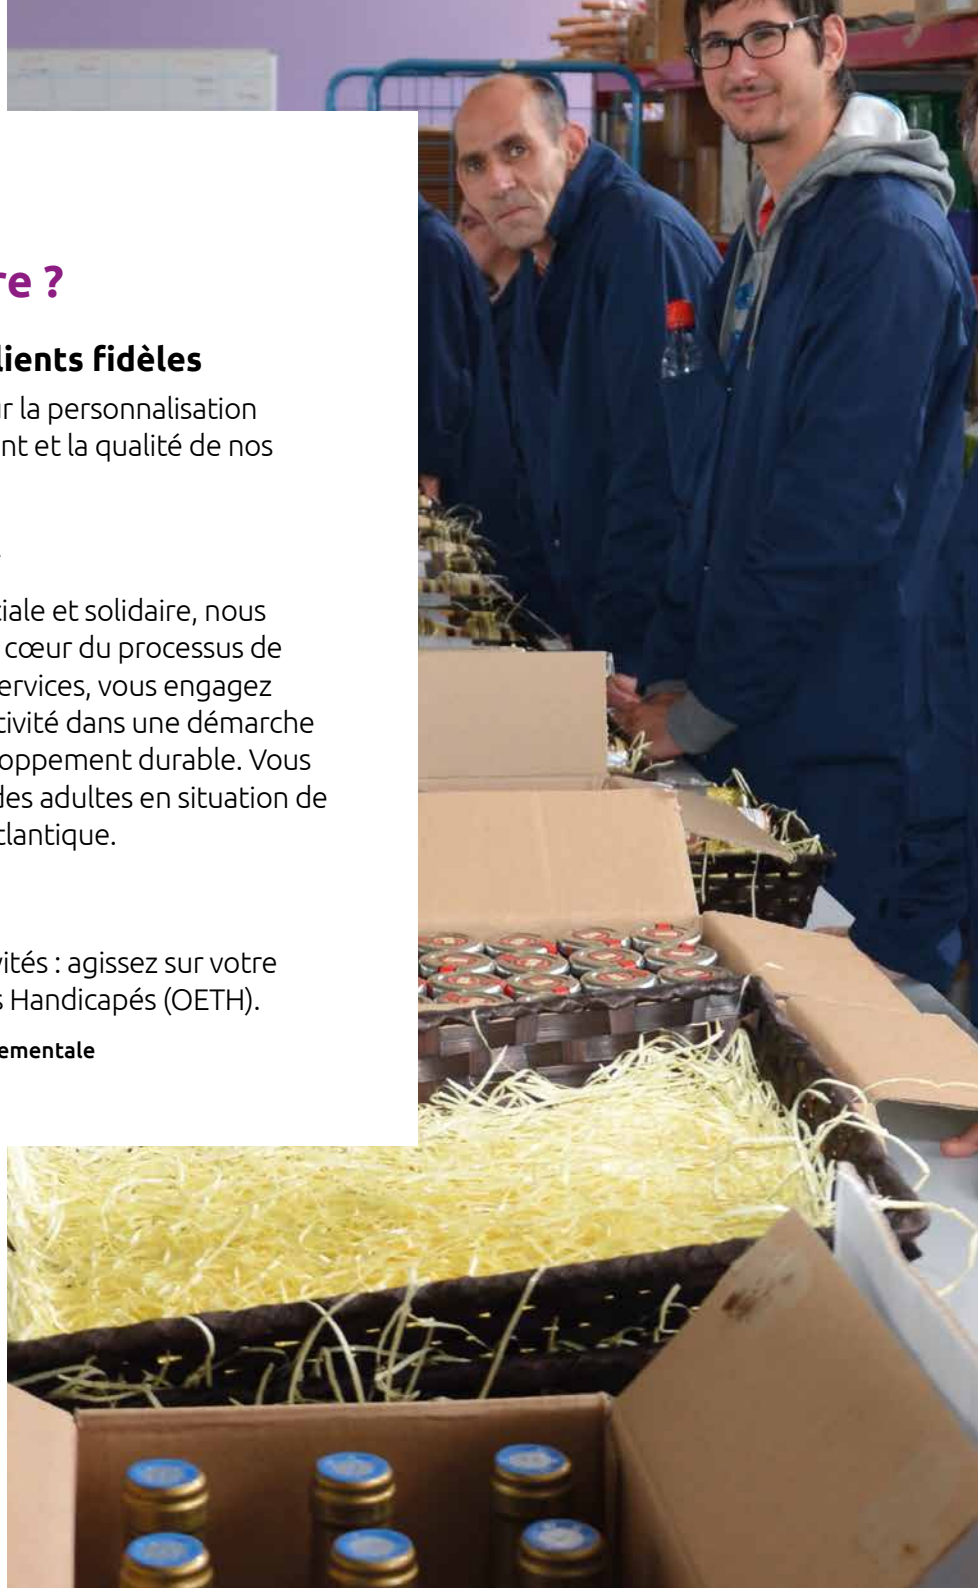 re ?
lients fidèles
r la personnalisation
nt et la qualité de nos
iale et solidaire, nous
cœur du processus de
ervices, vous engagez
tivité dans une démarche
oppement durable. Vous
des adultes en situation de
tlantique.
vités : agissez sur votre
s Handicapés (OETH).
ementale